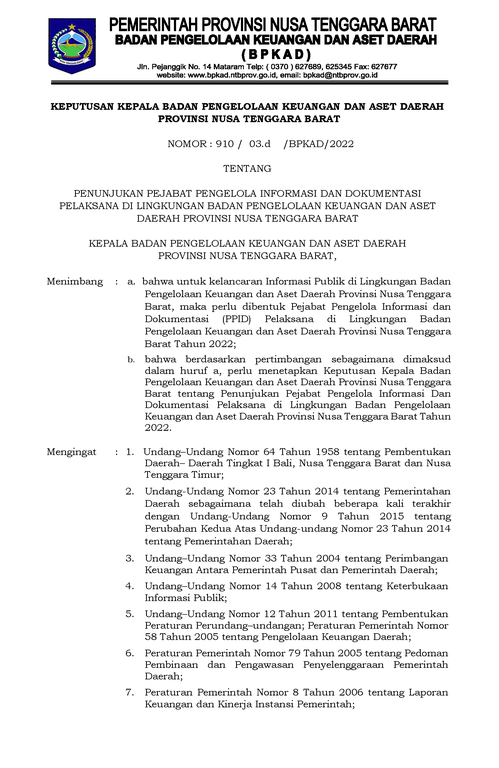 PEMERINTAH PROVINSI NUSA TENGGARA BARAT
BADAN PENGELOLAAN KEUANGAN DAN ASET DAERAH
( B P K A D )
Jln. Pejanggik No. 14 Mataram Telp: ( 0370 ) 627689, 625345 Fax: 627677
website: www.bpkad.ntbprov.go.id, email: bpkad@ntbprov.go.id
KEPUTUSAN KEPALA BADAN PENGELOLAAN KEUANGAN DAN ASET DAERAH
PROVINSI NUSA TENGGARA BARAT
NOMOR : 910 / 03.d /BPKAD/2022
TENTANG
PENUNJUKAN PEJABAT PENGELOLA INFORMASI DAN DOKUMENTASI
PELAKSANA DI LINGKUNGAN BADAN PENGELOLAAN KEUANGAN DAN ASET
DAERAH PROVINSI NUSA TENGGARA BARAT
KEPALA BADAN PENGELOLAAN KEUANGAN DAN ASET DAERAH
PROVINSI NUSA TENGGARA BARAT,
Menimbang : a. bahwa untuk kelancaran Informasi Publik di Lingkungan Badan
Pengelolaan Keuangan dan Aset Daerah Provinsi Nusa Tenggara
Barat, maka perlu dibentuk Pejabat Pengelola Informasi dan
Dokumentasi (PPID) Pelaksana di Lingkungan Badan
Pengelolaan Keuangan dan Aset Daerah Provinsi Nusa Tenggara
Barat Tahun 2022;
b. bahwa berdasarkan pertimbangan sebagaimana dimaksud
dalam huruf a, perlu menetapkan Keputusan Kepala Badan
Pengelolaan Keuangan dan Aset Daerah Provinsi Nusa Tenggara
Barat tentang Penunjukan Pejabat Pengelola Informasi Dan
Dokumentasi Pelaksana di Lingkungan Badan Pengelolaan
Keuangan dan Aset Daerah Provinsi Nusa Tenggara Barat Tahun
2022.
Mengingat : 1. Undang–Undang Nomor 64 Tahun 1958 tentang Pembentukan
Daerah– Daerah Tingkat I Bali, Nusa Tenggara Barat dan Nusa
Tenggara Timur;
2. Undang-Undang Nomor 23 Tahun 2014 tentang Pemerintahan
Daerah sebagaimana telah diubah beberapa kali terakhir
dengan Undang-Undang Nomor 9 Tahun 2015 tentang
Perubahan Kedua Atas Undang-undang Nomor 23 Tahun 2014
tentang Pemerintahan Daerah;
3. Undang–Undang Nomor 33 Tahun 2004 tentang Perimbangan
Keuangan Antara Pemerintah Pusat dan Pemerintah Daerah;
4. Undang–Undang Nomor 14 Tahun 2008 tentang Keterbukaan
Informasi Publik;
5. Undang–Undang Nomor 12 Tahun 2011 tentang Pembentukan
Peraturan Perundang–undangan; Peraturan Pemerintah Nomor
58 Tahun 2005 tentang Pengelolaan Keuangan Daerah;
6. Peraturan Pemerintah Nomor 79 Tahun 2005 tentang Pedoman
Pembinaan dan Pengawasan Penyelenggaraan Pemerintah
Daerah;
7. Peraturan Pemerintah Nomor 8 Tahun 2006 tentang Laporan
Keuangan dan Kinerja Instansi Pemerintah;